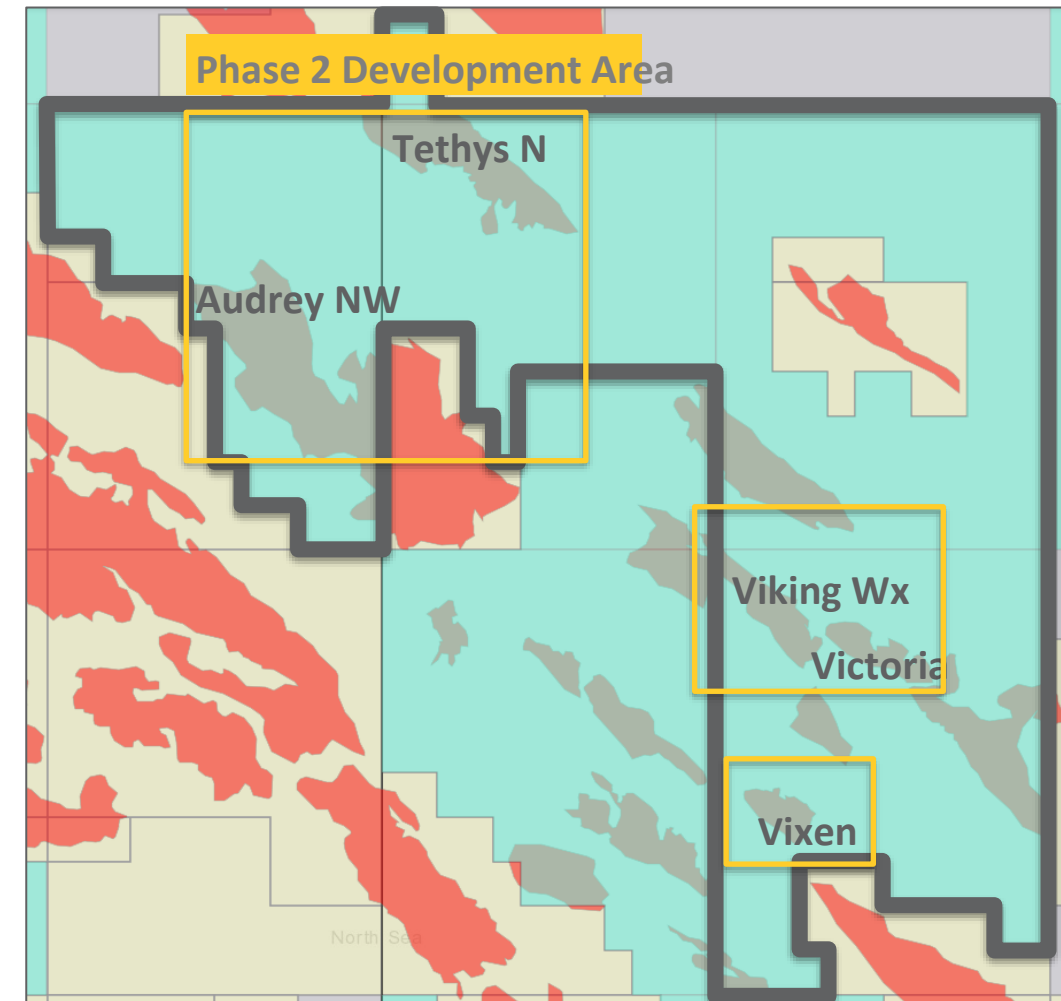 Phase 2 Development Area
Tethys N
Audrey NW
Viking Wx
Victoria
Vixen
North Sea